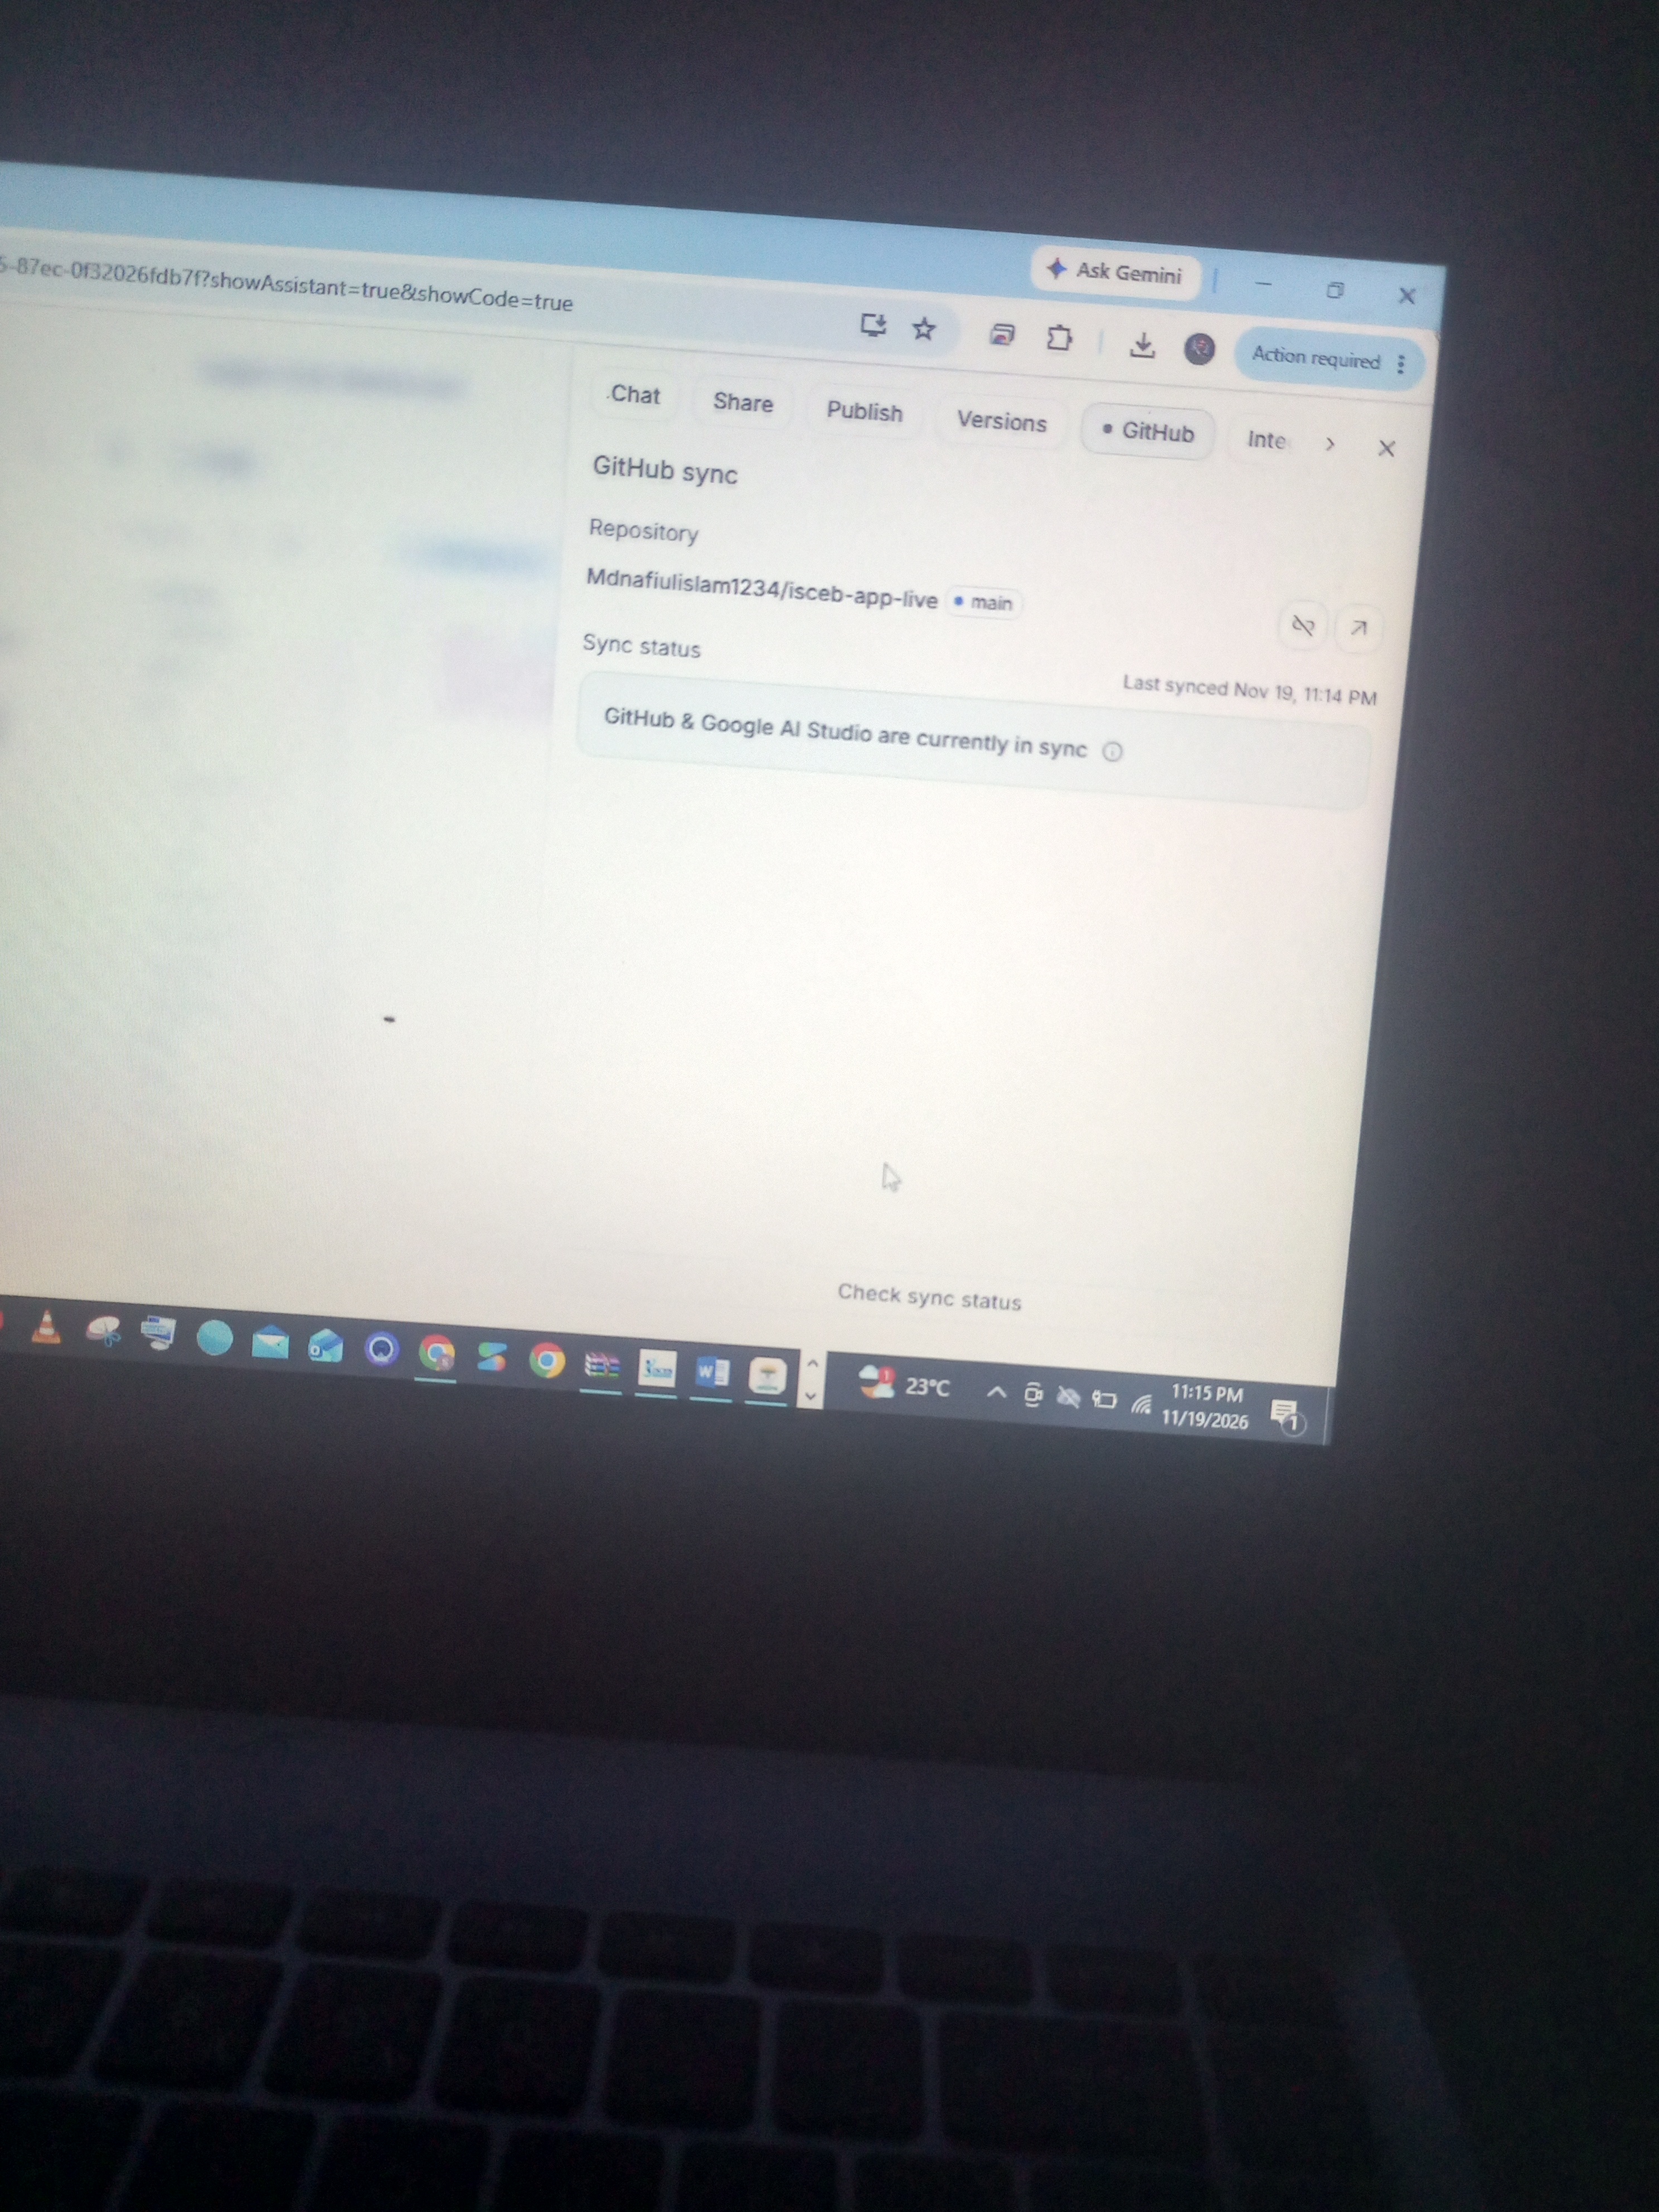 Ask Gemini
5-87ec-0f32026fdb7f?showAssistant=true&showCode=true
Action required
Chat Share Publish Versions GitHub Inte
GitHub sync
Repository
Mdnafiulislam1234/isceb-app-live main
Sync status
Last synced Nov 19, 11:14 PM
GitHub & Google AI Studio are currently in sync
Check sync status
23°C
11:15 PM
11/19/2026
1